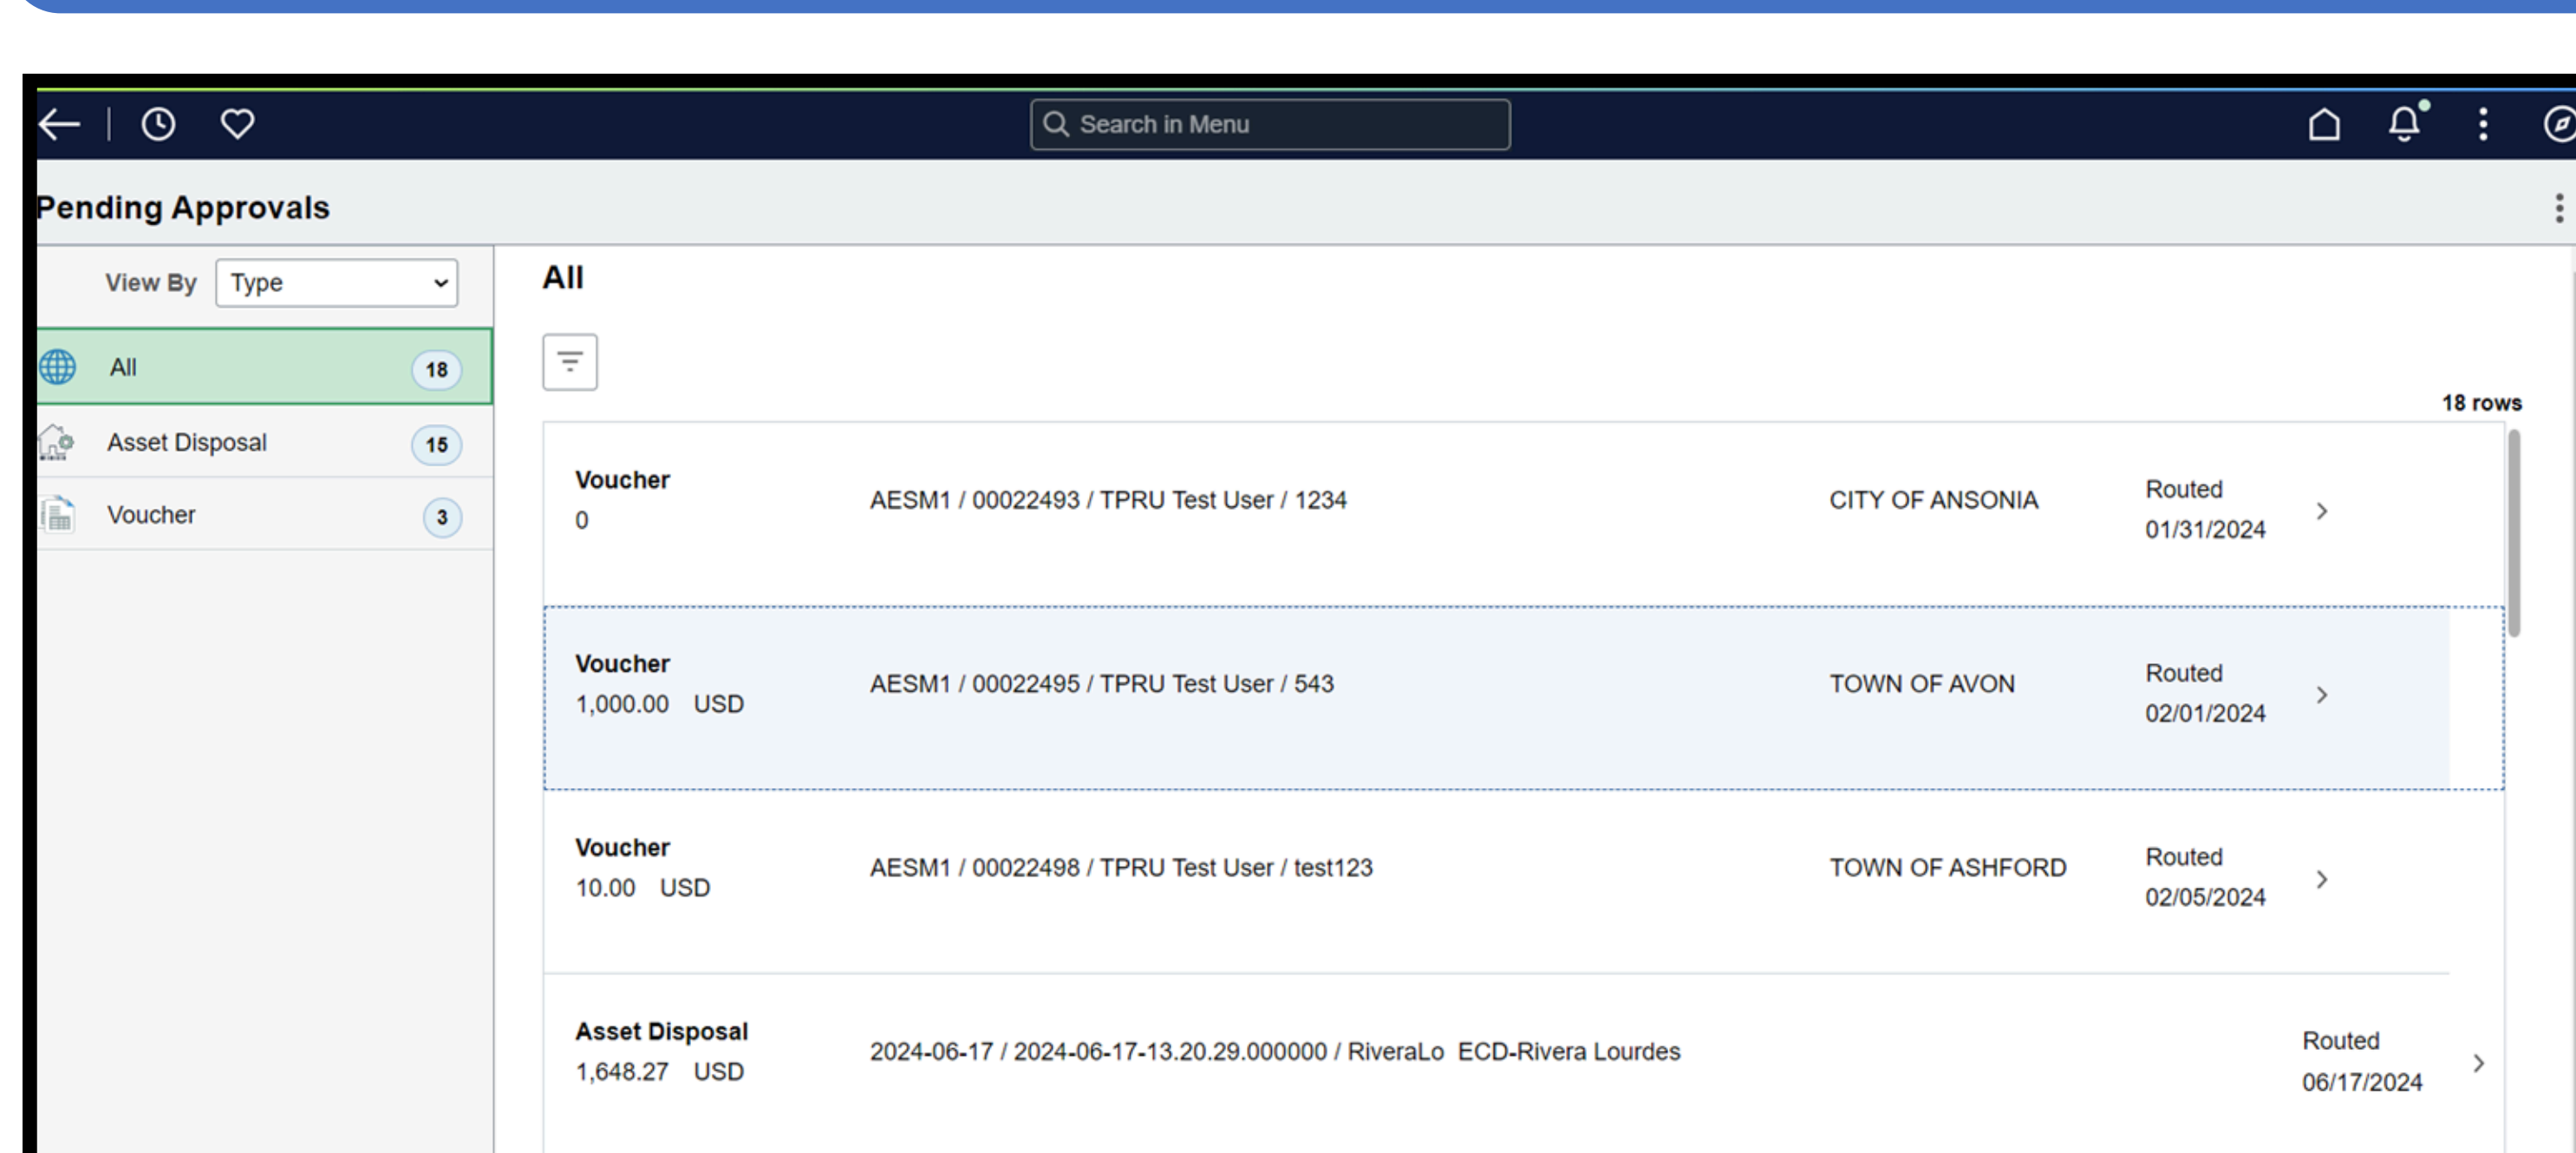 Search in Menu
Pending Approvals
View By Type
All 18
Asset Disposal 15
Voucher 3
All
18 rows
Voucher
0
AESM1 / 00022493 / TPRU Test User / 1234
CITY OF ANSONIA
Routed
01/31/2024
Voucher
1,000.00 USD
AESM1 / 00022495 / TPRU Test User / 543
TOWN OF AVON
Routed
02/01/2024
Voucher
10.00 USD
AESM1 / 00022498 / TPRU Test User / test123
TOWN OF ASHFORD
Routed
02/05/2024
Asset Disposal
1,648.27 USD
2024-06-17 / 2024-06-17-13.20.29.000000 / RiveraLo ECD-Rivera Lourdes
Routed
06/17/2024